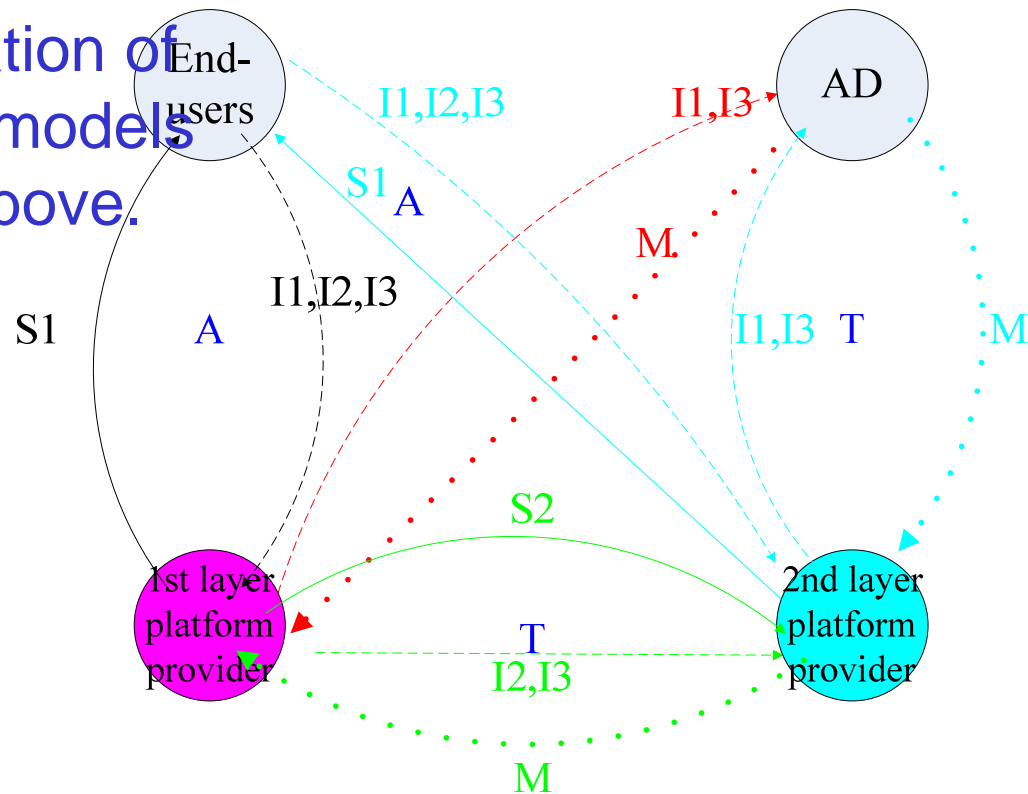 ation of
models
bove.
End-
users
AD
I1,I2,I3
I1,I3
S1
A
M
I1,I2,I3
S1
A
I1,I3
T
M
S2
1st layer
platform
provider
2nd layer
platform
provider
T
I2,I3
M